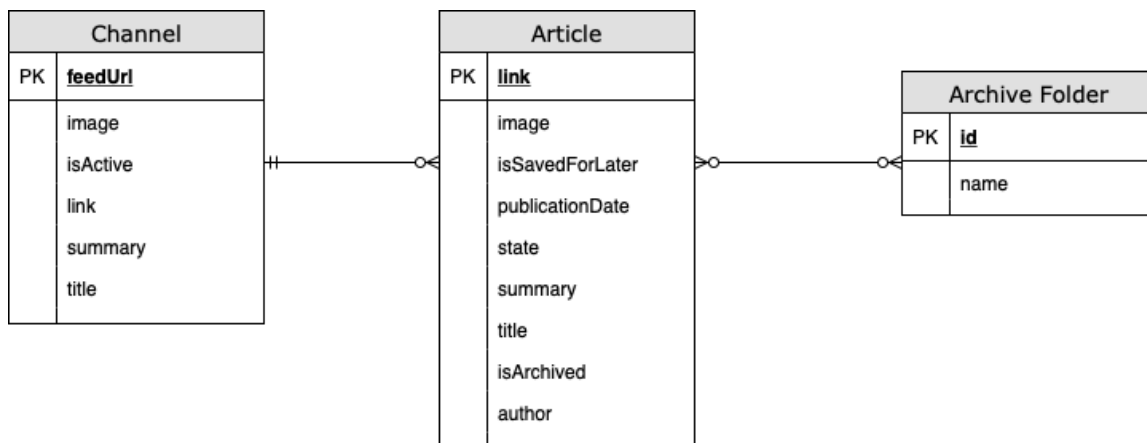 Channel
PK feedUrl
image
isActive
link
summary
title
Article
PK link
image
isSavedForLater
publicationDate
state
summary
title
isArchived
author
Archive Folder
PK id
name